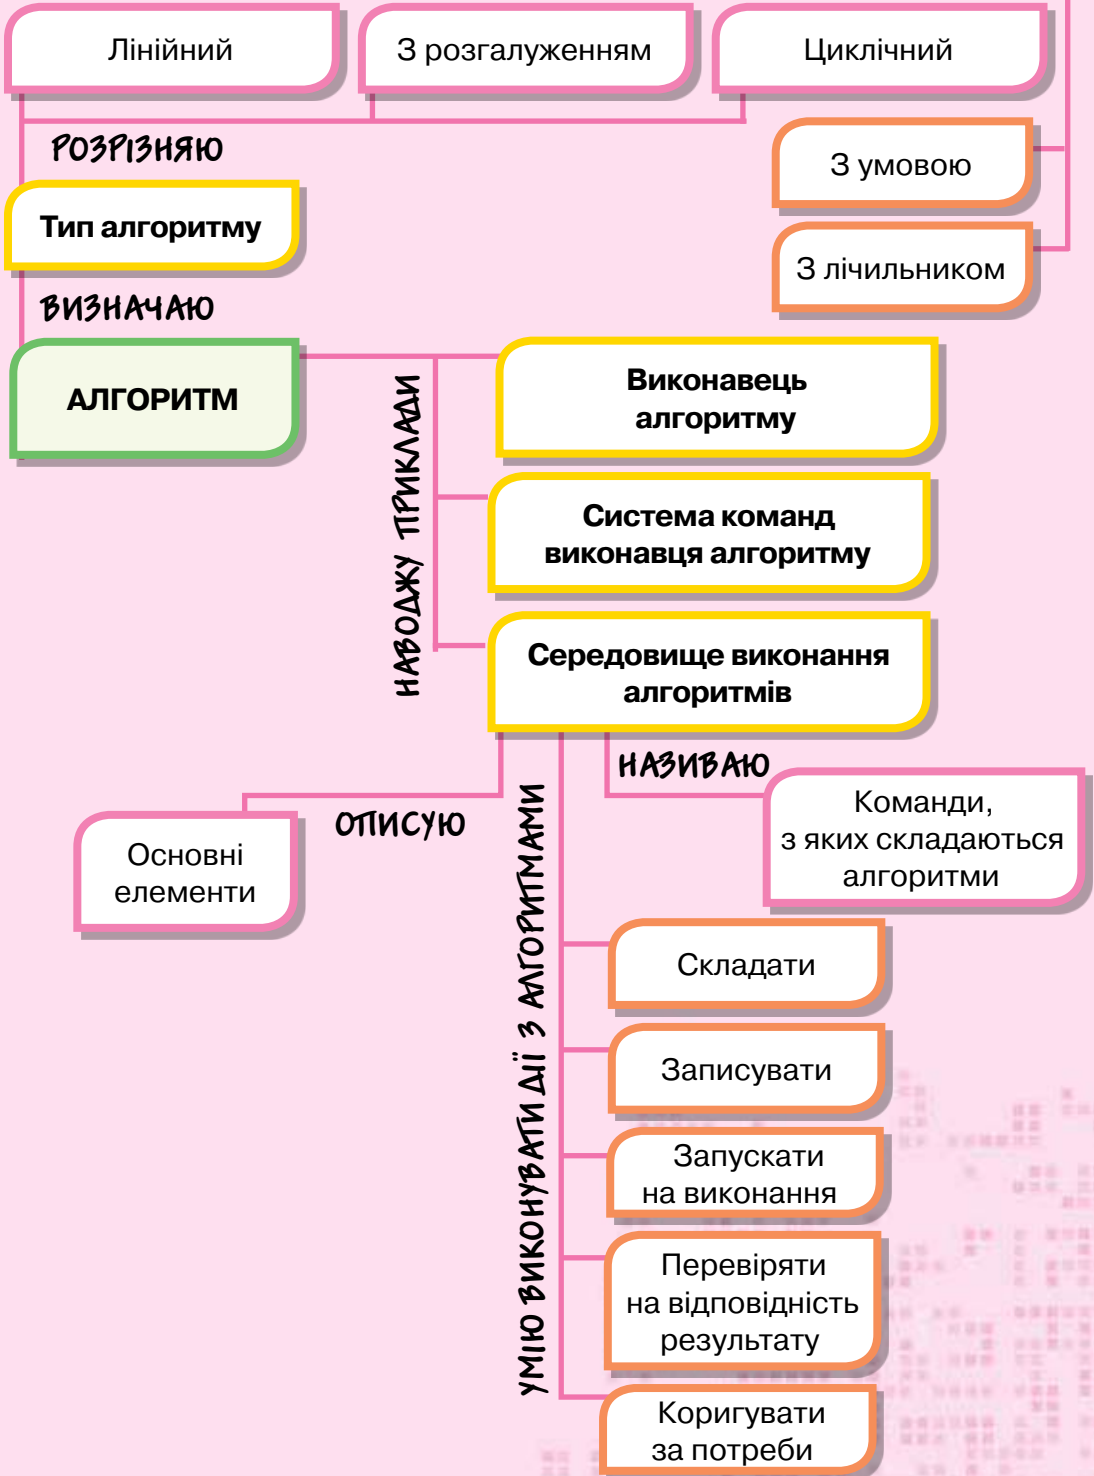 Лінійний
З розгалуженням
Циклічний
РОЗРІЗНЯЮ
З умовою
Тип алгоритму
З лічильником
ВИЗНАЧАЮ
АЛГОРИТМ
НАВОДЖУ ПРИКЛАДИ
Виконавець
алгоритму
Система команд
виконавця алгоритму
Середовище виконання
алгоритмів
НАЗИВАЮ
ОПИСУЮ
Команди,
з яких складаються
алгоритми
Основні
елементи
УМІЮ ВИКОНУВАТИ ДІЇ З АЛГОРИТМАМИ
Складати
Записувати
Запускати
на виконання
Перевіряти
на відповідність
результату
Коригувати
за потреби